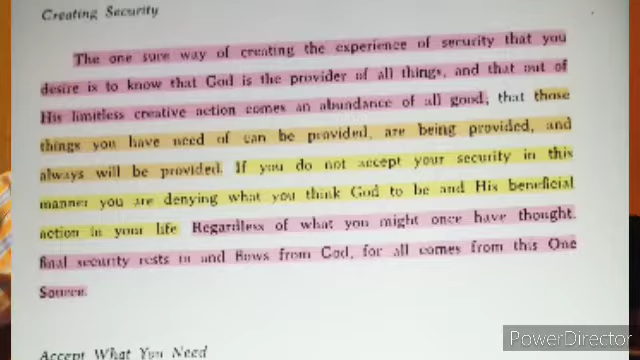 Creating Security
The one sure way of creating the experience of security that you
desire is to know that God is the provider of all things, and that out of
His limitless creative action comes an abundance of all good; that those
things you have need of can be provided, are being provided, and
always will be provided. If you do not accept your security in this
manner you are denying what you think God to be and His beneficial
action in your life. Regardless of what you might once have thought,
final security rests in and flows from God, for all comes from this One
Source.
Accept What You Need
PowerDirector